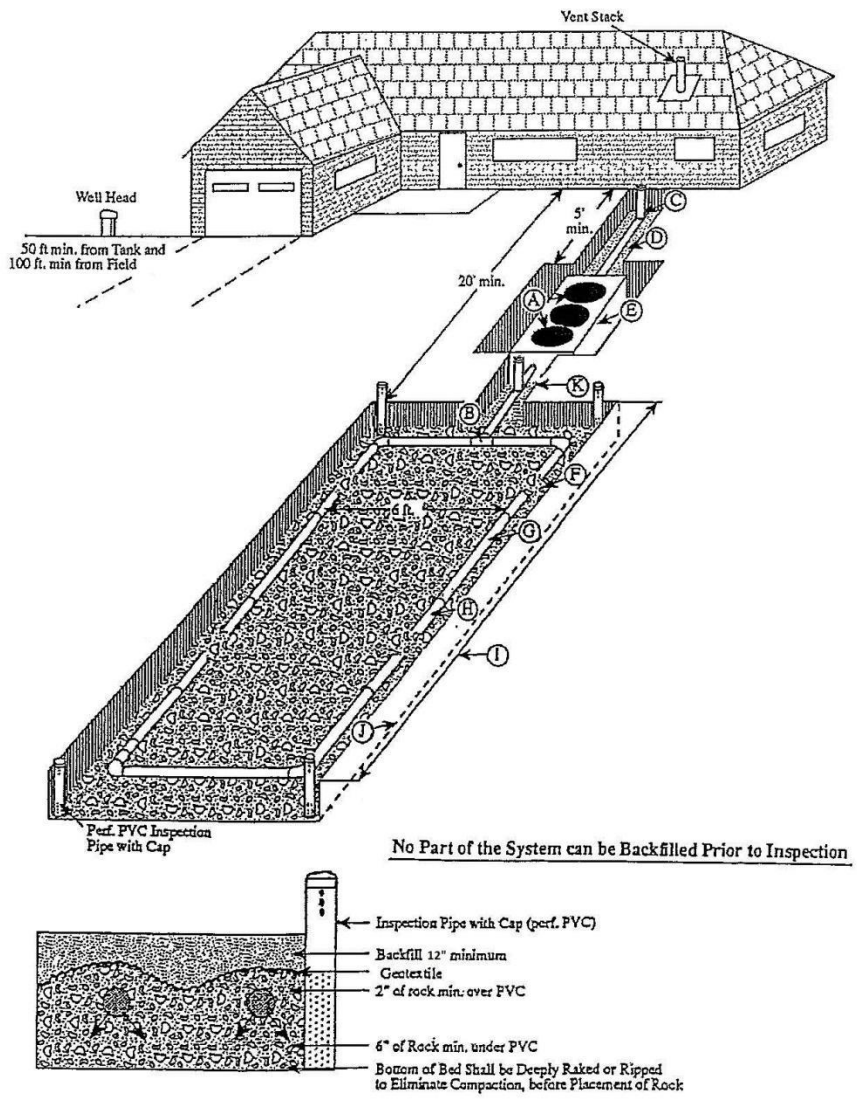 Vent Stack
Well Head
50 ft min. from Tank and
100 ft. min from Field
5'
min.
20' min.
C
D
A
E
K
B
F
6 ft.
G
H
I
J
Perf. PVC Inspection
Pipe with Cap
No Part of the System can be Backfilled Prior to Inspection
Inspection Pipe with Cap (perf. PVC)
Backfill 12" minimum
Geotextile
2" of rock min. over PVC
6" of Rock min. under PVC
Bottom of Bed Shall be Deeply Raked or Ripped
to Eliminate Compaction, before Placement of Rock